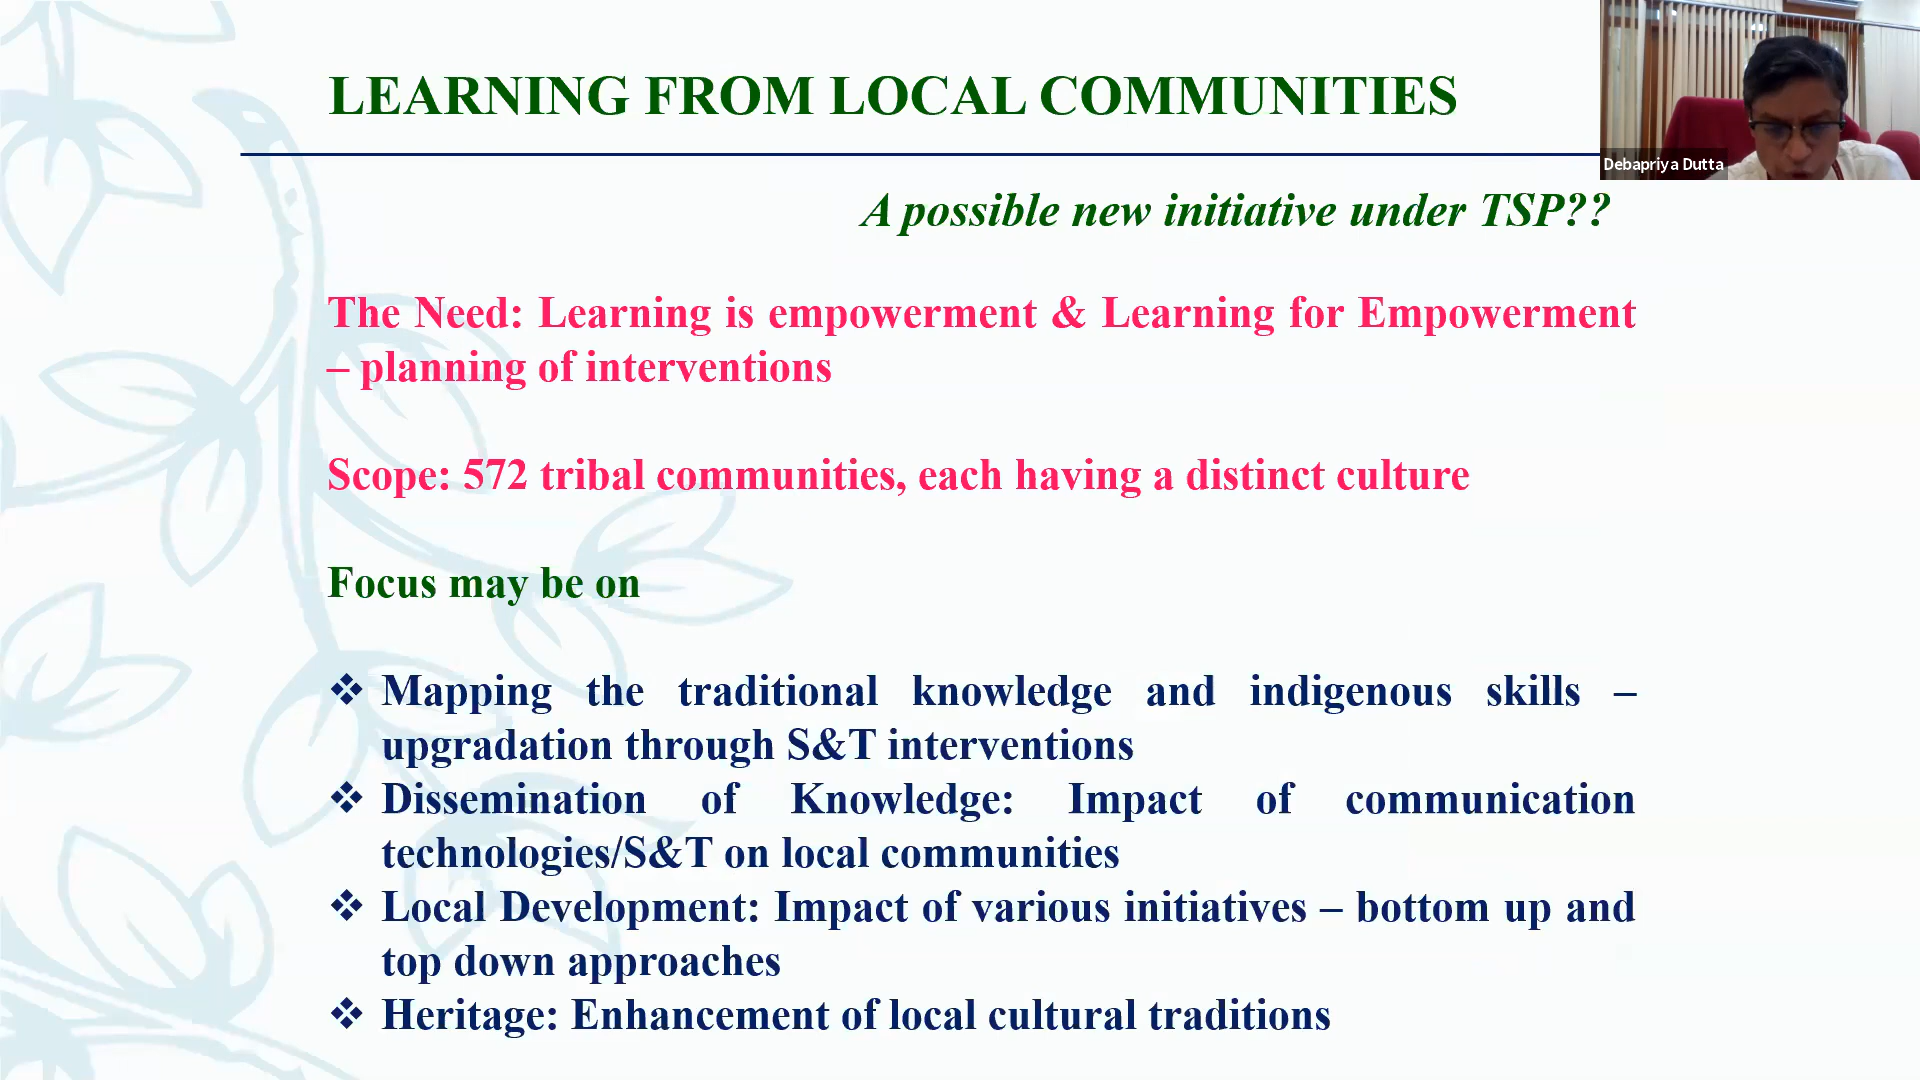 LEARNING FROM LOCAL COMMUNITIES
Debapriya Dutta
A possible new initiative under TSP??
The Need: Learning is empowerment & Learning for Empowerment
– planning of interventions
Scope: 572 tribal communities, each having a distinct culture
Focus may be on
❖ Mapping the traditional knowledge and indigenous skills –
upgradation through S&T interventions
❖ Dissemination of Knowledge: Impact of communication
technologies/S&T on local communities
❖ Local Development: Impact of various initiatives – bottom up and
top down approaches
❖ Heritage: Enhancement of local cultural traditions